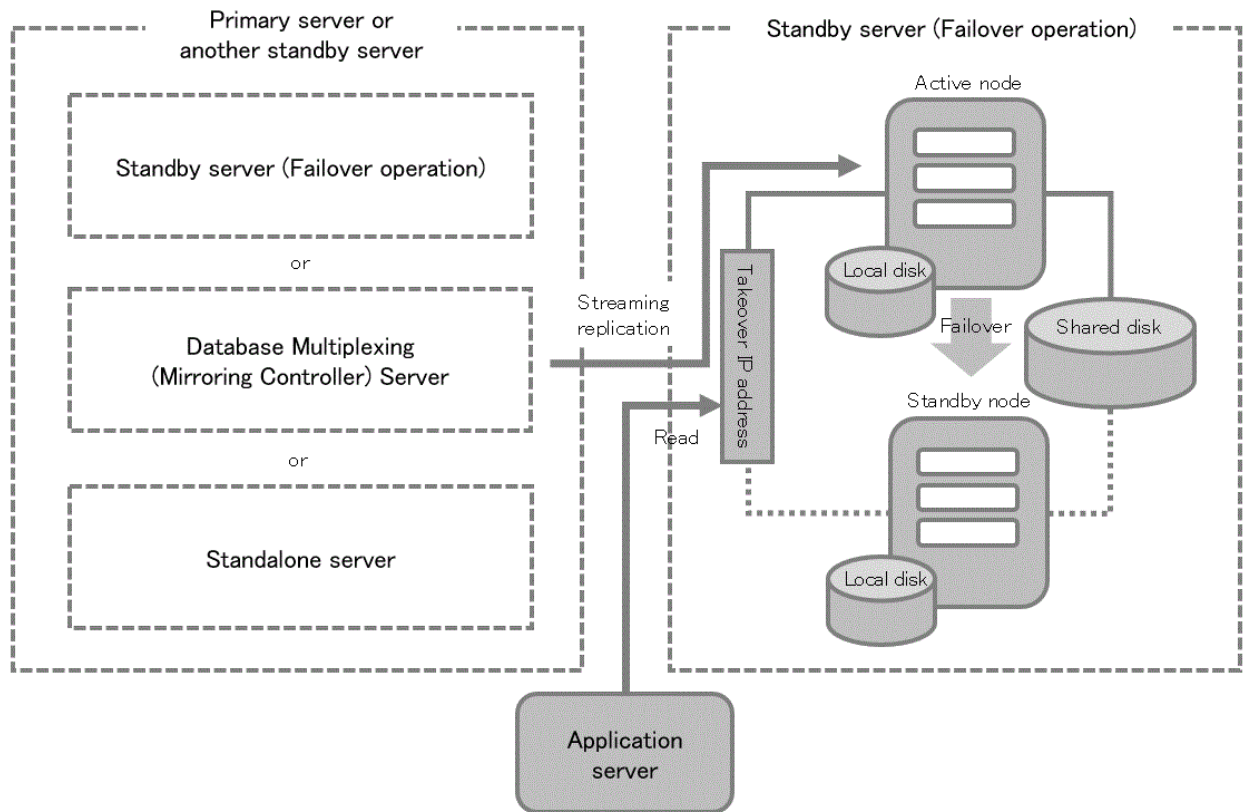 Primary server or
another standby server
Standby server (Failover operation)
or
Database Multiplexing
(Mirroring Controller) Server
or
Standalone server
Streaming
replication
Read
Application
server
Standby server (Failover operation)
Active node
Local disk
Takeover IP address
Failover
Shared disk
Standby node
Local disk